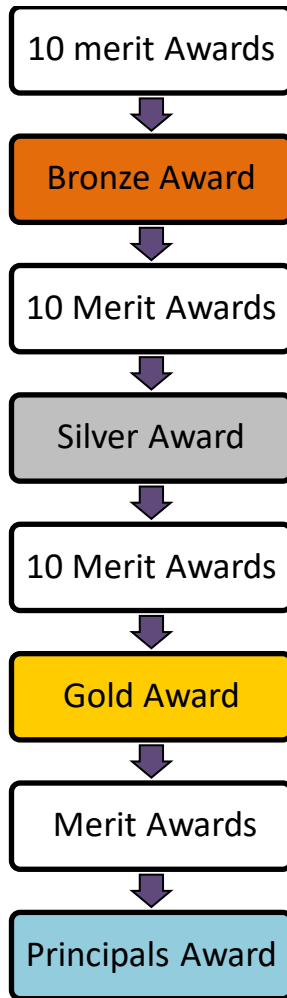 10 merit Awards
Bronze Award
10 Merit Awards
Silver Award
10 Merit Awards
Gold Award
Merit Awards
Principals Award